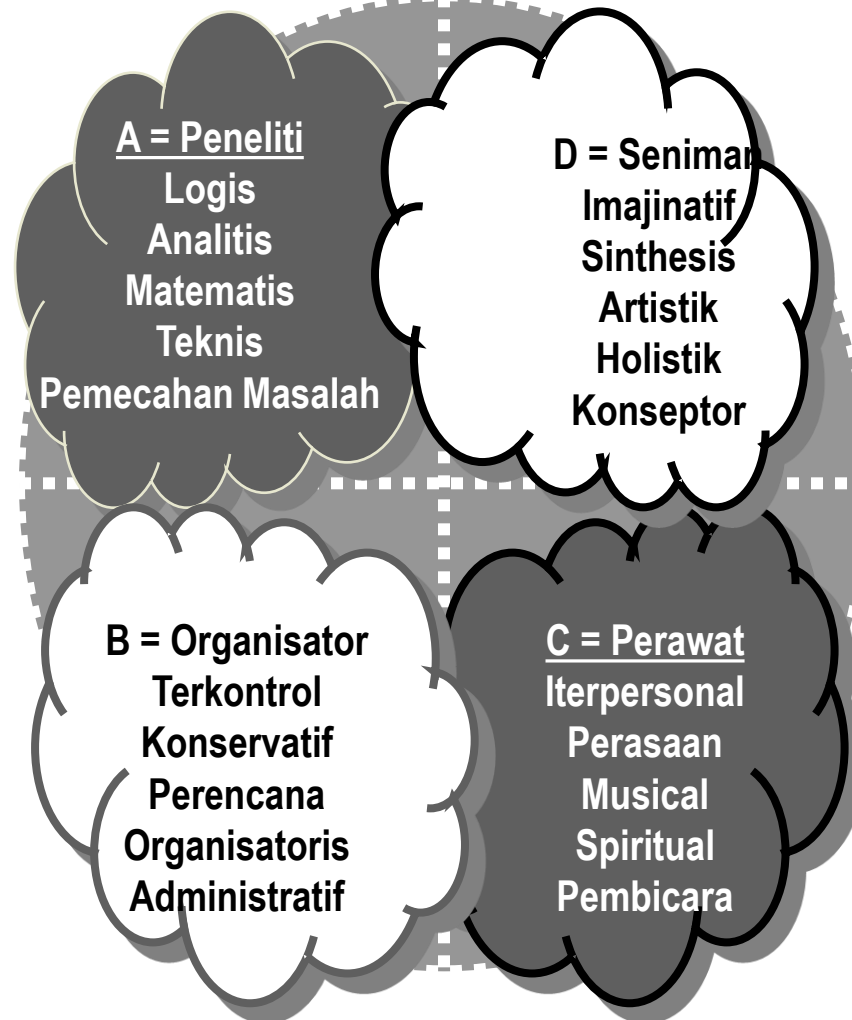 A = Peneliti
Logis
Analitis
Matematis
Teknis
Pemecahan Masalah
D = Seniman
Imajinatif
Sinthesis
Artistik
Holistik
Konseptor
B = Organisator
Terkontrol
Konservatif
Perencana
Organisatoris
Administratif
C = Perawat
Iterpersonal
Perasaan
Musical
Spiritual
Pembicara